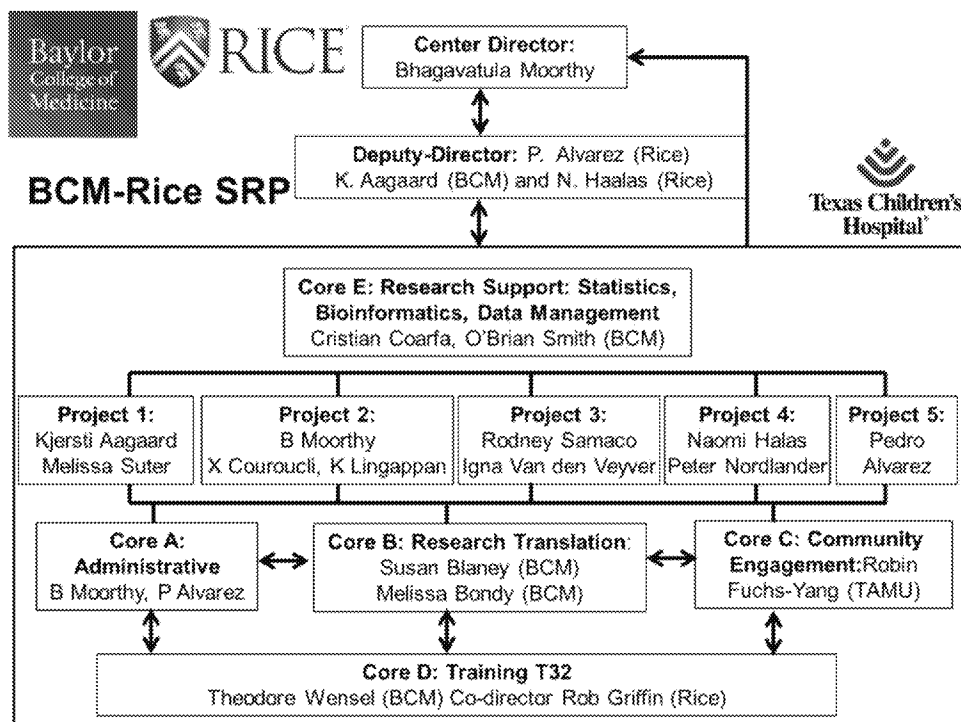 Baylor
College of
Medicine
RICE
Center Director:
Bhagavatula Moorthy
Deputy-Director: P. Alvarez (Rice)
K. Aagaard (BCM) and N. Haalas (Rice)
BCM-Rice SRP
Texas Children's
Hospital®
Core E: Research Support: Statistics,
Bioinformatics, Data Management
Cristian Coarfa, O'Brian Smith (BCM)
Project 1:
Kjersti Aagaard
Melissa Suter
Project 2:
B Moorthy
X Couroucli, K Lingappan
Project 3:
Rodney Samaco
Igna Van den Veyver
Project 4:
Naomi Halas
Peter Nordlander
Project 5:
Pedro
Alvarez
Core A:
Administrative
B Moorthy, P Alvarez
Core B: Research Translation:
Susan Blaney (BCM)
Melissa Bondy (BCM)
Core C: Community
Engagement:Robin
Fuchs-Yang (TAMU)
Core D: Training T32
Theodore Wensel (BCM) Co-director Rob Griffin (Rice)